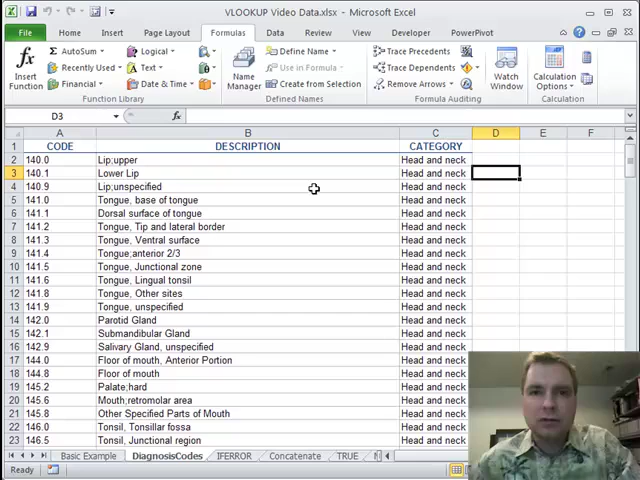 VLOOKUP Video Data.xlsx - Microsoft Excel
File Home Insert Page Layout Formulas Data Review View Developer PowerPivot
fx Insert Function
Σ AutoSum
Recently Used
Financial
Logical
Text
Date & Time
Function Library
Name Manager
Define Name
Use in Formula
Create from Selection
Defined Names
Trace Precedents
Trace Dependents
Remove Arrows
Formula Auditing
Watch Window
Calculation Options
Calculation
D3 fx
A B C D E F
1 CODE DESCRIPTION CATEGORY
2 140.0 Lip;upper Head and neck
3 140.1 Lower Lip Head and neck
4 140.9 Lip;unspecified Head and neck
5 141.0 Tongue, base of tongue Head and neck
6 141.1 Dorsal surface of tongue Head and neck
7 141.2 Tongue, Tip and lateral border Head and neck
8 141.3 Tongue, Ventral surface Head and neck
9 141.4 Tongue;anterior 2/3 Head and neck
10 141.5 Tongue, Junctional zone Head and neck
11 141.6 Tongue, Lingual tonsil Head and neck
12 141.8 Tongue, Other sites Head and neck
13 141.9 Tongue, unspecified Head and neck
14 142.0 Parotid Gland Head and neck
15 142.1 Submandibular Gland Head and neck
16 142.9 Salivary Gland, unspecified Head and neck
17 144.0 Floor of mouth, Anterior Portion Head and neck
18 144.8 Floor of mouth Head and neck
19 145.2 Palate;hard Head and neck
20 145.6 Mouth;retromolar area Head and neck
21 145.8 Other Specified Parts of Mouth Head and neck
22 146.0 Tonsil, Tonsillar fossa Head and neck
23 146.5 Tonsil, Junctional region Head and neck
Basic Example DiagnosisCodes IFERROR Concatenate TRUE
Ready